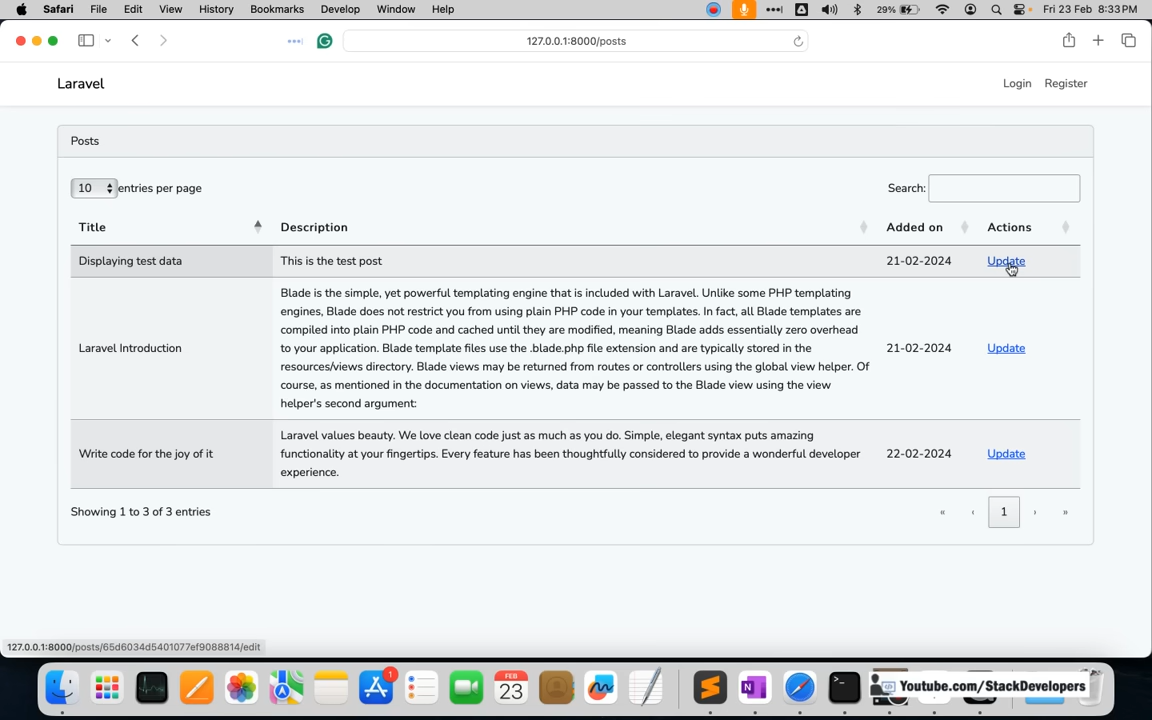 Safari File Edit View History Bookmarks Develop Window Help 29% Fri 23 Feb 8:33 PM
127.0.0.1:8000/posts
Laravel Login Register
Posts
10 entries per page Search:
Title Description Added on Actions
Displaying test data This is the test post 21-02-2024 Update
Blade is the simple, yet powerful templating engine that is included with Laravel. Unlike some PHP templating
engines, Blade does not restrict you from using plain PHP code in your templates. In fact, all Blade templates are
compiled into plain PHP code and cached until they are modified, meaning Blade adds essentially zero overhead
Laravel Introduction to your application. Blade template files use the .blade.php file extension and are typically stored in the 21-02-2024 Update
resources/views directory. Blade views may be returned from routes or controllers using the global view helper. Of
course, as mentioned in the documentation on views, data may be passed to the Blade view using the view
helper's second argument:
Laravel values beauty. We love clean code just as much as you do. Simple, elegant syntax puts amazing
Write code for the joy of it functionality at your fingertips. Every feature has been thoughtfully considered to provide a wonderful developer 22-02-2024 Update
experience.
Showing 1 to 3 of 3 entries « ‹ 1 › »
127.0.0.1:8000/posts/65d6034d5401077ef9088814/edit
1
FEB
23
Youtube.com/StackDevelopers